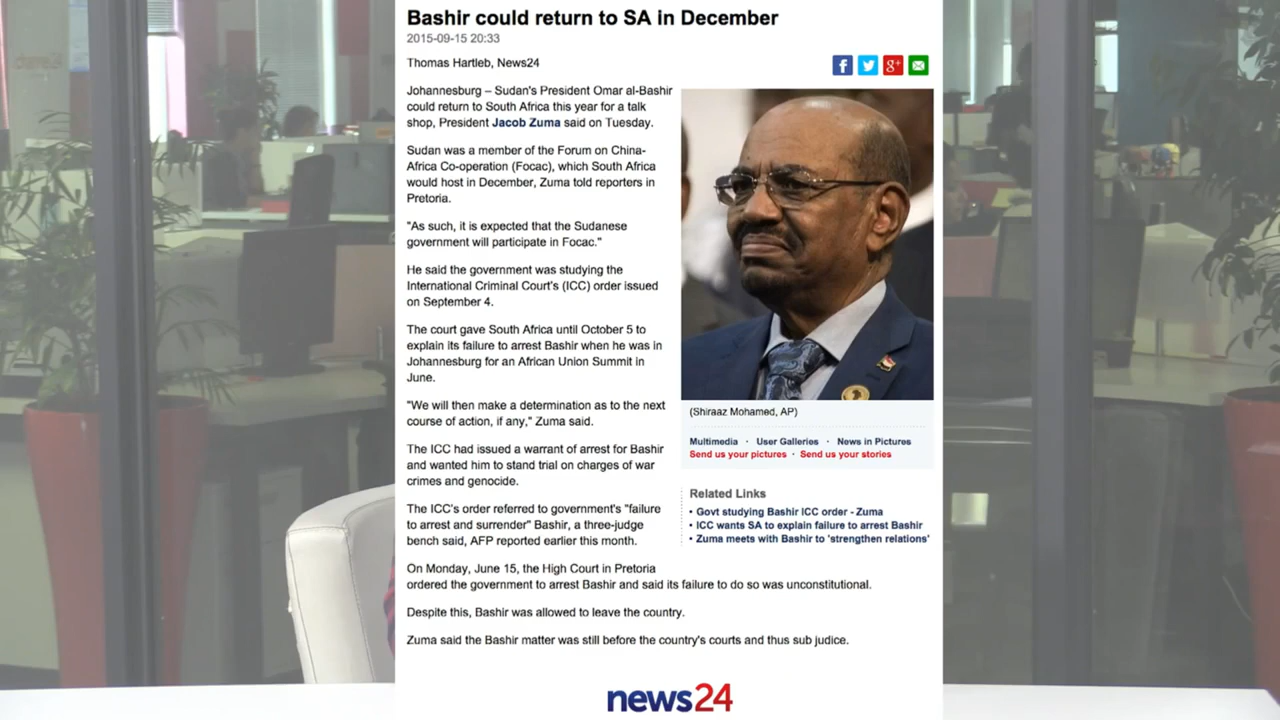 Bashir could return to SA in December
2015-09-15 20:33
Thomas Hartleb, News24
f
g+
Johannesburg – Sudan's President Omar al-Bashir
could return to South Africa this year for a talk
shop, President Jacob Zuma said on Tuesday.
Sudan was a member of the Forum on China-
Africa Co-operation (Focac), which South Africa
would host in December, Zuma told reporters in
Pretoria.
"As such, it is expected that the Sudanese
government will participate in Focac."
He said the government was studying the
International Criminal Court's (ICC) order issued
on September 4.
The court gave South Africa until October 5 to
explain its failure to arrest Bashir when he was in
Johannesburg for an African Union Summit in
June.
"We will then make a determination as to the next
course of action, if any," Zuma said.
The ICC had issued a warrant of arrest for Bashir
and wanted him to stand trial on charges of war
crimes and genocide.
The ICC's order referred to government's "failure
to arrest and surrender" Bashir, a three-judge
bench said, AFP reported earlier this month.
On Monday, June 15, the High Court in Pretoria
ordered the government to arrest Bashir and said its failure to do so was unconstitutional.
Despite this, Bashir was allowed to leave the country.
Zuma said the Bashir matter was still before the country's courts and thus sub judice.
(Shiraaz Mohamed, AP)
Multimedia · User Galleries · News in Pictures
Send us your pictures · Send us your stories
Related Links
• Govt studying Bashir ICC order - Zuma
• ICC wants SA to explain failure to arrest Bashir
• Zuma meets with Bashir to 'strengthen relations'
news24